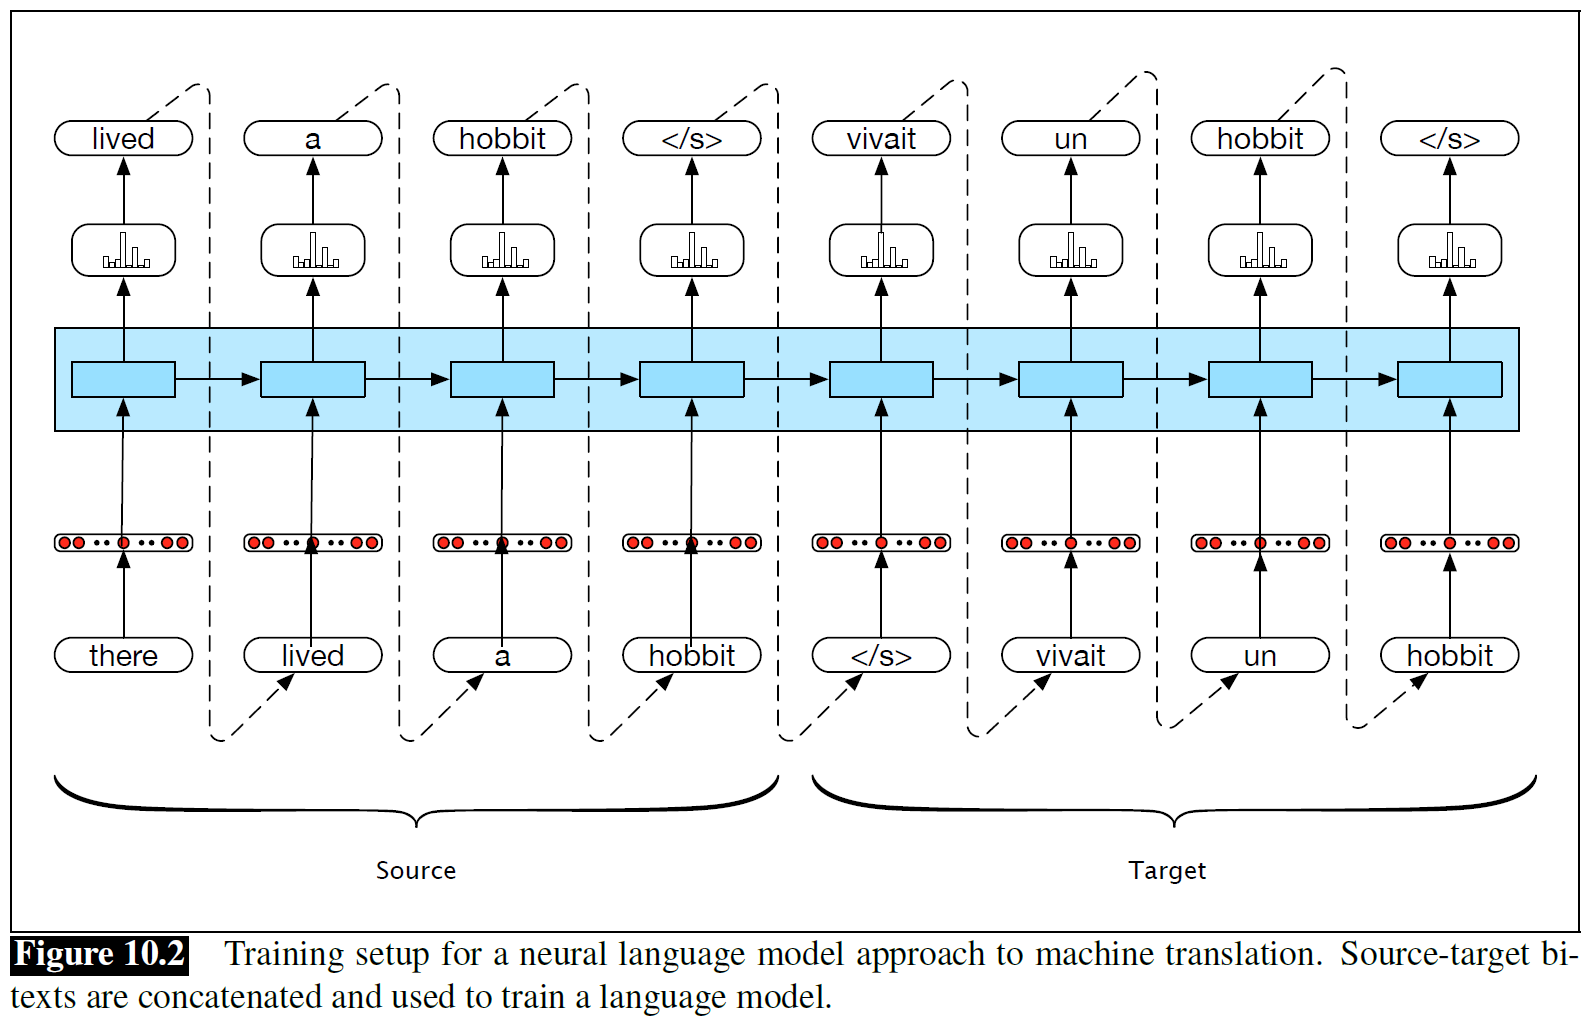 lived a hobbit </s> vivait un hobbit </s>
there lived a hobbit </s> vivait un hobbit
Source Target
Figure 10.2 Training setup for a neural language model approach to machine translation. Source-target bi-
texts are concatenated and used to train a language model.